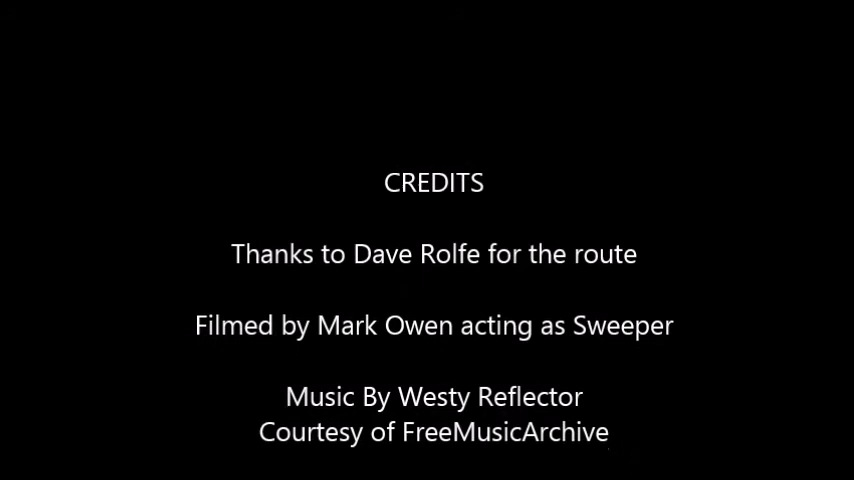 CREDITS
Thanks to Dave Rolfe for the route
Filmed by Mark Owen acting as Sweeper
Music By Westy Reflector
Courtesy of FreeMusicArchive